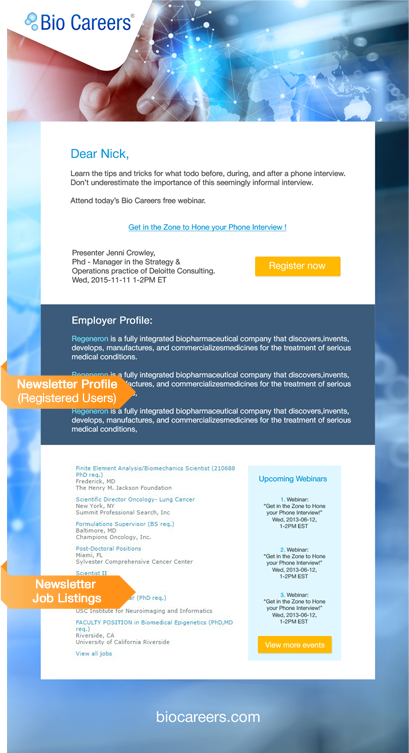 Bio Careers®
Dear Nick,
Learn the tips and tricks for what todo before, during, and after a phone interview.
Don't underestimate the importance of this seemingly informal interview.
Attend today's Bio Careers free webinar.
Get in the Zone to Hone your Phone Interview !
Presenter Jenni Crowley,
Phd - Manager in the Strategy &
Operations practice of Deloitte Consulting.
Wed, 2015-11-11 1-2PM ET
Register now
Employer Profile:
Regeneron is a fully integrated biopharmaceutical company that discovers,invents,
develops, manufactures, and commercializesmedicines for the treatment of serious
medical conditions.
Regeneron is a fully integrated biopharmaceutical company that discovers,invents,
manufactures, and commercializesmedicines for the treatment of serious
Newsletter Profile
(Registered Users)
Regeneron is a fully integrated biopharmaceutical company that discovers,invents,
develops, manufactures, and commercializesmedicines for the treatment of serious
medical conditions,
Finite Element Analysis/Biomechanics Scientist (210688
PhD req.)
Frederick, MD
The Henry M. Jackson Foundation
Scientific Director Oncology- Lung Cancer
New York, NY
Summit Professional Search, Inc
Formulations Supervisor (BS req.)
Baltimore, MD
Champions Oncology, Inc.
Post-Doctoral Positions
Miami, FL
Sylvester Comprehensive Cancer Center
Scientist II
Newsletter
Job Listings
(PhD req.)
USC Institute for Neuroimaging and Informatics
FACULTY POSITION in Biomedical Epigenetics (PhD,MD
req.)
Riverside, CA
University of California Riverside
View all jobs
Upcoming Webinars
1. Webinar:
"Get in the Zone to Hone
your Phone Interview!"
Wed, 2013-06-12,
1-2PM EST
2. Webinar:
"Get in the Zone to Hone
your Phone Interview!"
Wed, 2013-06-12,
1-2PM EST
3. Webinar:
"Get in the Zone to Hone
your Phone Interview!"
Wed, 2013-06-12,
1-2PM EST
View more events
biocareers.com